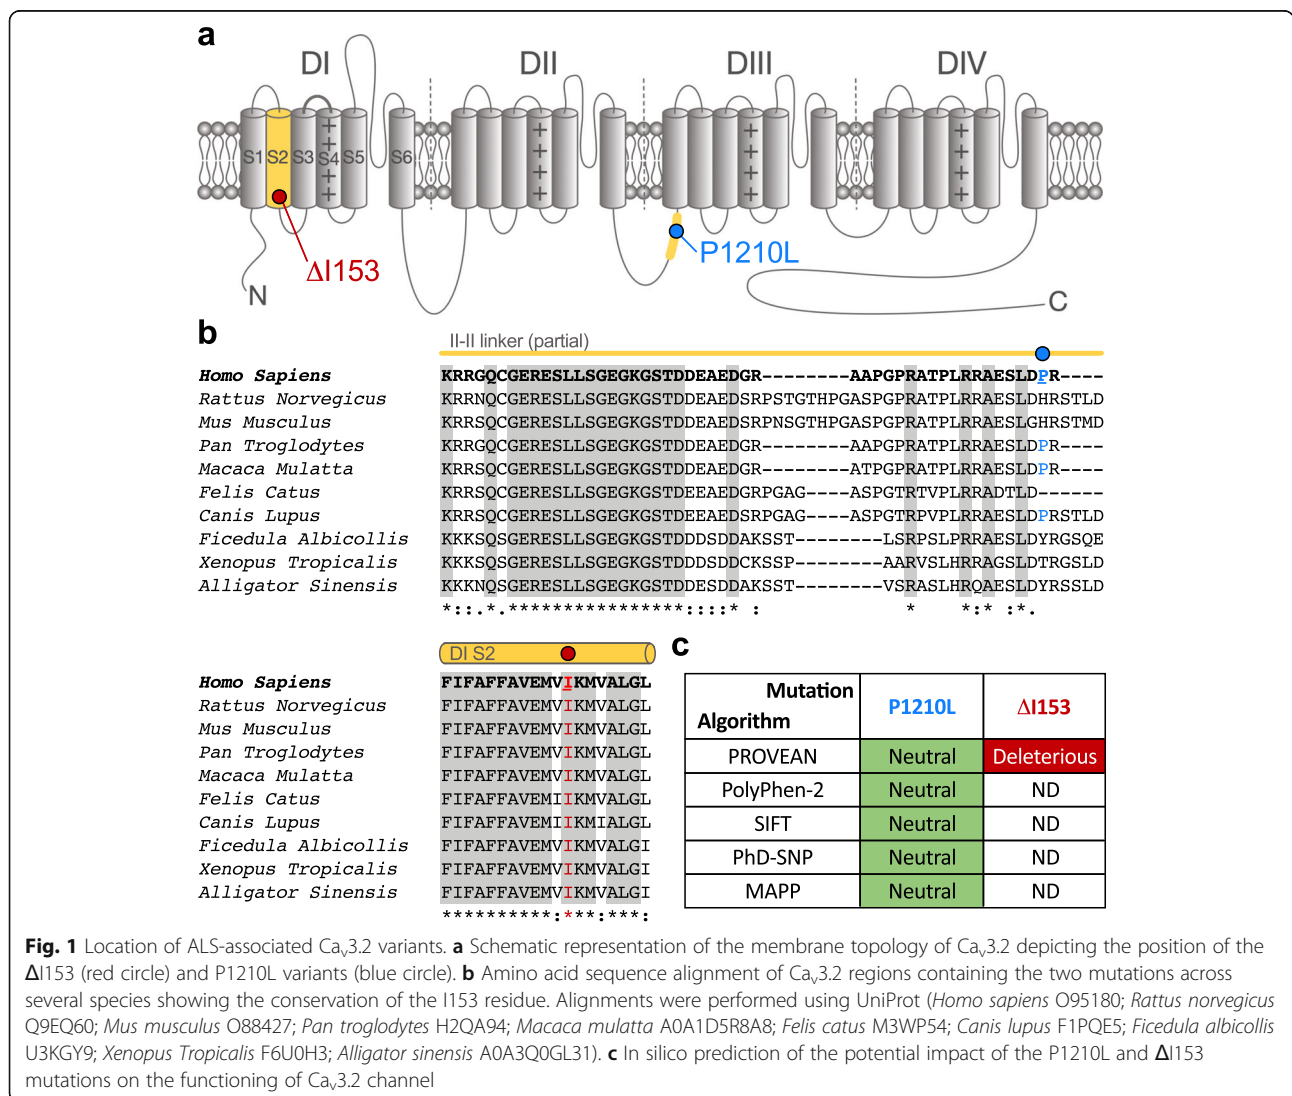 a
DI DII DIII DIV
S1 S2 S3 S4 S5 S6
+ + + +
+ + + +
+ + + +
+ + + +
P1210L
ΔI153
N
C
b
II-II linker (partial)
Homo Sapiens KRRGQCGERESLLSGEGKGSTDDEAEDGR--------AAPGPRATPLRRAESLDPR----
Rattus Norvegicus KRRNQCGERESLLSGEGKGSTDDEAEDSRPSTGTHPGASPGPRATPLRRAESLDHRSTLD
Mus Musculus KRRSQCGERESLLSGEGKGSTDDEAEDSRPNSGTHPGASPGPRATPLRRAESLGHRSTMD
Pan Troglodytes KRRGQCGERESLLSGEGKGSTDDEAEDGR--------AAPGPRATPLRRAESLDPR----
Macaca Mulatta KRRSQCGERESLLSGEGKGSTDDEAEDGR--------ATPGPRATPLRRAESLDPR----
Felis Catus KRRSQCGERESLLSGEGKGSTDEEAEDGRPGAG----ASPGTRTVPLRRADTLD------
Canis Lupus KRRSQCGERESLLSGEGKGSTDDEAEDSRPGAG----ASPGTRPVPLRRAESLDPRSTLD
Ficedula Albicollis KKKSQSGERESLLSGEGKGSTDDDSDDAKSST--------LSRPSLPRRAESLDYRGSQE
Xenopus Tropicalis KKKSQSGERESLLSGEGKGSTDDDSDDCKSSP--------AARVSLHRRAGSLDTRGSLD
Alligator Sinensis KKKNQSGERESLLSGEGKGSTDDESDDAKSST--------VSRASLHRQAESLDYRSSLD
*::.*.****************::::* : * *:* :*.
DI S2
Homo Sapiens FIFAFFAVEMVIKMVALGL
Rattus Norvegicus FIFAFFAVEMVIKMVALGL
Mus Musculus FIFAFFAVEMVIKMVALGL
Pan Troglodytes FIFAFFAVEMVIKMVALGL
Macaca Mulatta FIFAFFAVEMVIKMVALGL
Felis Catus FIFAFFAVEMIIKMVALGL
Canis Lupus FIFAFFAVEMIIKMIALGL
Ficedula Albicollis FIFAFFAVEMVIKMVALGI
Xenopus Tropicalis FIFAFFAVEMVIKMVALGI
Alligator Sinensis FIFAFFAVEMVIKMVALGI
**********:***:***:
c
Mutation
Algorithm P1210L ΔI153
PROVEAN Neutral Deleterious
PolyPhen-2 Neutral ND
SIFT Neutral ND
PhD-SNP Neutral ND
MAPP Neutral ND
Fig. 1 Location of ALS-associated Cav3.2 variants. a Schematic representation of the membrane topology of Cav3.2 depicting the position of the
ΔI153 (red circle) and P1210L variants (blue circle). b Amino acid sequence alignment of Cav3.2 regions containing the two mutations across
several species showing the conservation of the I153 residue. Alignments were performed using UniProt (Homo sapiens O95180; Rattus norvegicus
Q9EQ60; Mus musculus O88427; Pan troglodytes H2QA94; Macaca mulatta A0A1D5R8A8; Felis catus M3WP54; Canis lupus F1PQE5; Ficedula albicollis
U3KGY9; Xenopus Tropicalis F6U0H3; Alligator sinensis A0A3Q0GL31). c In silico prediction of the potential impact of the P1210L and ΔI153
mutations on the functioning of Cav3.2 channel